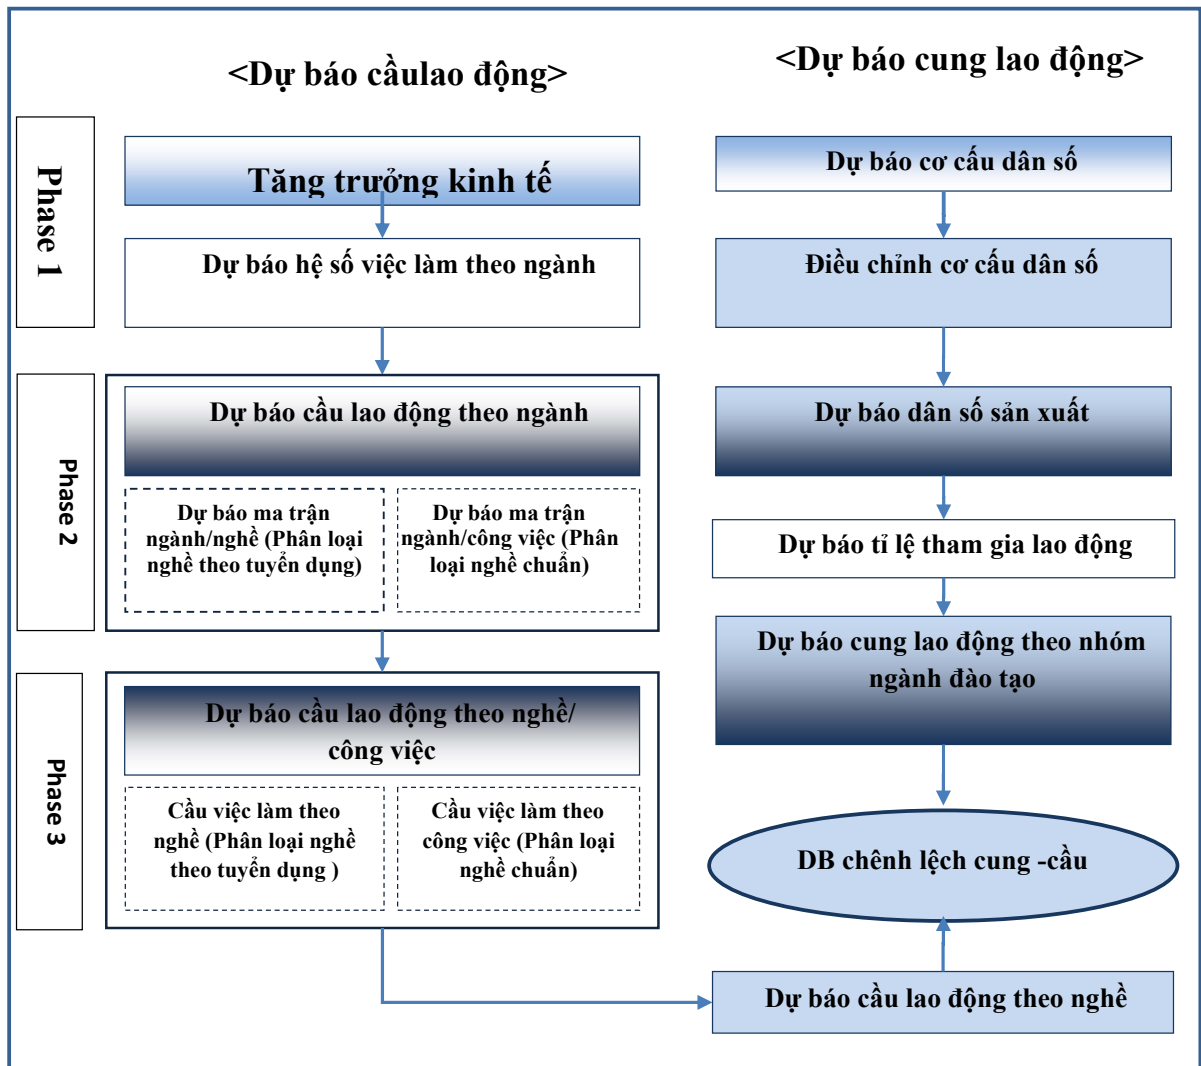 <Dự báo cầulao động>
Phase 1
Tăng trưởng kinh tế
Dự báo hệ số việc làm theo ngành
Phase 2
Dự báo cầu lao động theo ngành
Dự báo ma trận
ngành/nghề (Phân loại
nghề theo tuyển dụng)
Dự báo ma trận
ngành/công việc (Phân
loại nghề chuẩn)
Phase 3
Dự báo cầu lao động theo nghề/
công việc
Cầu việc làm theo
nghề (Phân loại nghề
theo tuyển dụng )
Cầu việc làm theo
công việc (Phân loại
nghề chuẩn)
<Dự báo cung lao động>
Dự báo cơ cấu dân số
Điều chỉnh cơ cấu dân số
Dự báo dân số sản xuất
Dự báo tỉ lệ tham gia lao động
Dự báo cung lao động theo nhóm
ngành đào tạo
DB chênh lệch cung -cầu
Dự báo cầu lao động theo nghề